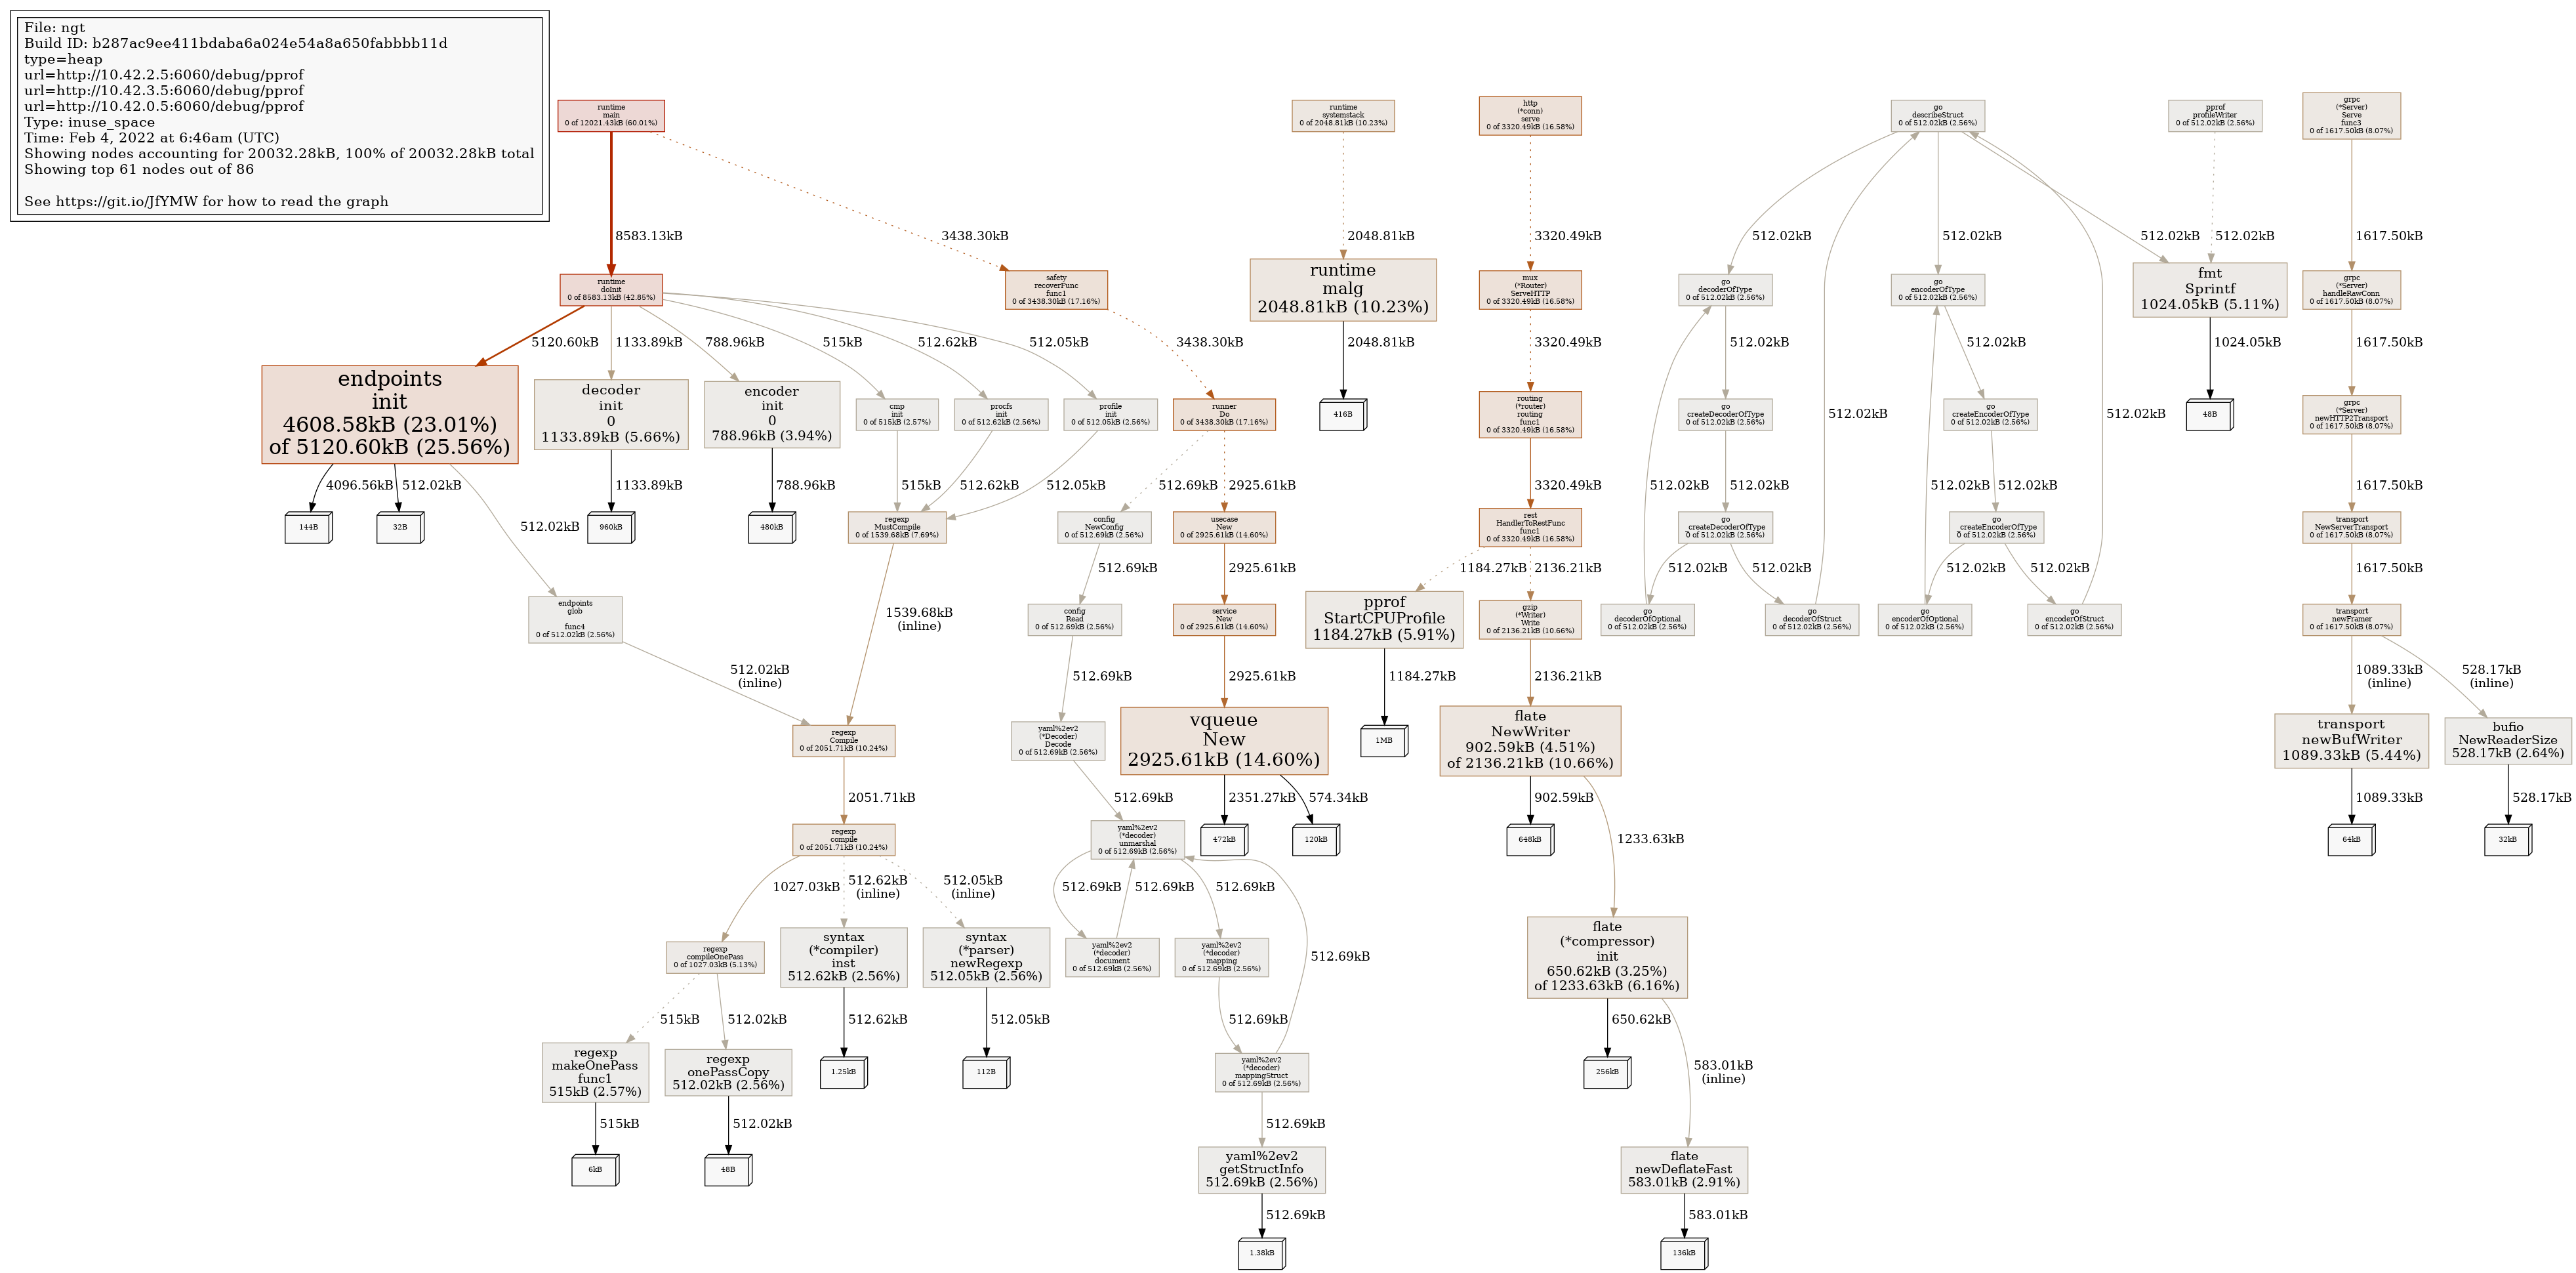 File: ngt
Build ID: b287ac9ee411bdaba6a024e54a8a650fabbbb11d
type=heap
url=http://10.42.2.5:6060/debug/pprof
url=http://10.42.3.5:6060/debug/pprof
url=http://10.42.0.5:6060/debug/pprof
Type: inuse_space
Time: Feb 4, 2022 at 6:46am (UTC)
Showing nodes accounting for 20032.28kB, 100% of 20032.28kB total
Showing top 61 nodes out of 86
See https://git.io/JfYMW for how to read the graph
runtime
main
0 of 12021.43kB (60.01%)
runtime
systemstack
0 of 2048.81kB (10.23%)
http
(*conn)
serve
0 of 3320.49kB (16.58%)
go
describeStruct
0 of 512.02kB (2.56%)
pprof
profileWriter
0 of 512.02kB (2.56%)
grpc
(*Server)
Serve
func3
0 of 1617.50kB (8.07%)
8583.13kB
3438.30kB
2048.81kB
3320.49kB
512.02kB
512.02kB
512.02kB
512.02kB
1617.50kB
runtime
doInit
0 of 8583.13kB (42.85%)
safety
recoverFunc
func1
0 of 3438.30kB (17.16%)
runtime
malg
2048.81kB (10.23%)
mux
(*Router)
ServeHTTP
0 of 3320.49kB (16.58%)
go
decoderOfType
0 of 512.02kB (2.56%)
go
encoderOfType
0 of 512.02kB (2.56%)
fmt
Sprintf
1024.05kB (5.11%)
grpc
(*Server)
handleRawConn
0 of 1617.50kB (8.07%)
5120.60kB
1133.89kB
788.96kB
515kB
512.62kB
512.05kB
3438.30kB
2048.81kB
3320.49kB
512.02kB
512.02kB
1024.05kB
1617.50kB
endpoints
init
4608.58kB (23.01%)
of 5120.60kB (25.56%)
decoder
init
0
1133.89kB (5.66%)
encoder
init
0
788.96kB (3.94%)
cmp
init
0 of 515kB (2.57%)
procfs
init
0 of 512.62kB (2.56%)
profile
init
0 of 512.05kB (2.56%)
runner
Do
0 of 3438.30kB (17.16%)
416B
routing
(*router)
routing
func1
0 of 3320.49kB (16.58%)
go
createDecoderOfType
0 of 512.02kB (2.56%)
512.02kB
go
createEncoderOfType
0 of 512.02kB (2.56%)
512.02kB
48B
grpc
(*Server)
newHTTP2Transport
0 of 1617.50kB (8.07%)
4096.56kB
512.02kB
1133.89kB
788.96kB
515kB
512.62kB
512.05kB
512.69kB
2925.61kB
3320.49kB
512.02kB
512.02kB
512.02kB
512.02kB
1617.50kB
144B
32B
512.02kB
960kB
480kB
regexp
MustCompile
0 of 1539.68kB (7.69%)
config
NewConfig
0 of 512.69kB (2.56%)
usecase
New
0 of 2925.61kB (14.60%)
rest
HandlerToRestFunc
func1
0 of 3320.49kB (16.58%)
go
_createDecoderOfType
0 of 512.02kB (2.56%)
go
_createEncoderOfType
0 of 512.02kB (2.56%)
transport
NewServerTransport
0 of 1617.50kB (8.07%)
512.69kB
2925.61kB
1184.27kB
2136.21kB
512.02kB
512.02kB
512.02kB
512.02kB
1617.50kB
endpoints
glob

func4
0 of 512.02kB (2.56%)
1539.68kB
(inline)
config
Read
0 of 512.69kB (2.56%)
service
New
0 of 2925.61kB (14.60%)
pprof
StartCPUProfile
1184.27kB (5.91%)
gzip
(*Writer)
Write
0 of 2136.21kB (10.66%)
go
decoderOfOptional
0 of 512.02kB (2.56%)
go
decoderOfStruct
0 of 512.02kB (2.56%)
go
encoderOfOptional
0 of 512.02kB (2.56%)
go
encoderOfStruct
0 of 512.02kB (2.56%)
transport
newFramer
0 of 1617.50kB (8.07%)
512.02kB
(inline)
512.69kB
2925.61kB
1184.27kB
2136.21kB
1089.33kB
(inline)
528.17kB
(inline)
regexp
Compile
0 of 2051.71kB (10.24%)
yaml%2ev2
(*Decoder)
Decode
0 of 512.69kB (2.56%)
vqueue
New
2925.61kB (14.60%)
1MB
flate
NewWriter
902.59kB (4.51%)
of 2136.21kB (10.66%)
transport
newBufWriter
1089.33kB (5.44%)
bufio
NewReaderSize
528.17kB (2.64%)
2051.71kB
512.69kB
2351.27kB
574.34kB
902.59kB
1233.63kB
1089.33kB
528.17kB
regexp
compile
0 of 2051.71kB (10.24%)
yaml%2ev2
(*decoder)
unmarshal
0 of 512.69kB (2.56%)
472kB
120kB
648kB
64kB
32kB
1027.03kB
512.62kB
(inline)
512.05kB
(inline)
512.69kB
512.69kB
512.69kB
512.69kB
regexp
compileOnePass
0 of 1027.03kB (5.13%)
syntax
(*compiler)
inst
512.62kB (2.56%)
syntax
(*parser)
newRegexp
512.05kB (2.56%)
yaml%2ev2
(*decoder)
document
0 of 512.69kB (2.56%)
yaml%2ev2
(*decoder)
mapping
0 of 512.69kB (2.56%)
flate
(*compressor)
init
650.62kB (3.25%)
of 1233.63kB (6.16%)
515kB
512.02kB
512.62kB
512.05kB
512.69kB
650.62kB
583.01kB
(inline)
regexp
makeOnePass
func1
515kB (2.57%)
regexp
onePassCopy
512.02kB (2.56%)
1.25kB
112B
yaml%2ev2
(*decoder)
mappingStruct
0 of 512.69kB (2.56%)
256kB
515kB
512.02kB
512.69kB
6kB
48B
yaml%2ev2
getStructInfo
512.69kB (2.56%)
flate
newDeflateFast
583.01kB (2.91%)
512.69kB
583.01kB
1.38kB
136kB